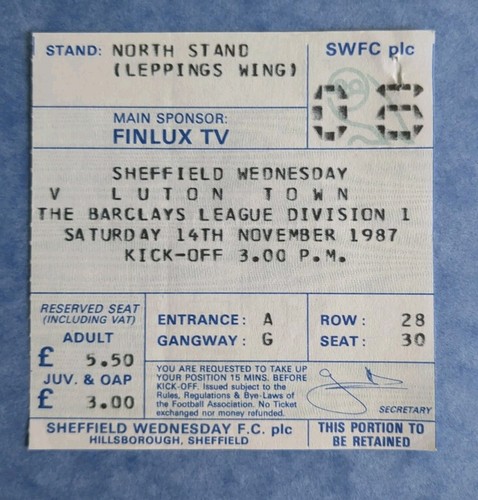 STAND: NORTH STAND
(LEPPINGS WING)
SWFC plc
06
MAIN SPONSOR:
FINLUX TV
SHEFFIELD WEDNESDAY
V LUTON TOWN
THE BARCLAYS LEAGUE DIVISION 1
SATURDAY 14TH NOVEMBER 1987
KICK-OFF 3.00 P.M.
RESERVED SEAT
(INCLUDING VAT)
ADULT
£ 5.50
JUV. & OAP
£ 3.00
ENTRANCE: A
GANGWAY: G
ROW: 28
SEAT: 30
YOU ARE REQUESTED TO TAKE UP
YOUR POSITION 15 MINS. BEFORE
KICK-OFF. Issued subject to the
Rules, Regulations & Bye-Laws of
the Football Association. No Ticket
exchanged nor money refunded.
SECRETARY
SHEFFIELD WEDNESDAY F.C. plc
HILLSBOROUGH, SHEFFIELD
THIS PORTION TO
BE RETAINED